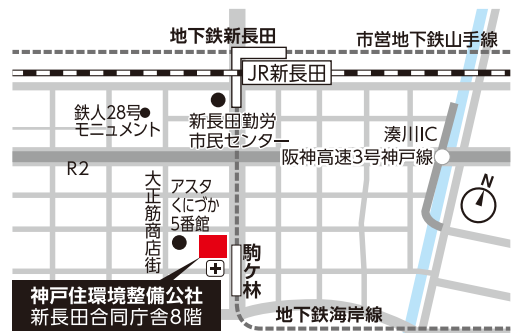 地下鉄新長田
市営地下鉄山手線
JR新長田
鉄人28号
モニュメント
新長田勤労
市民センター
湊川IC
阪神高速3号神戸線
R2
大正筋商店街
アスタ
くにづか
5番館
N
駒ケ林
神戸住環境整備公社
新長田合同庁舎8階
地下鉄海岸線